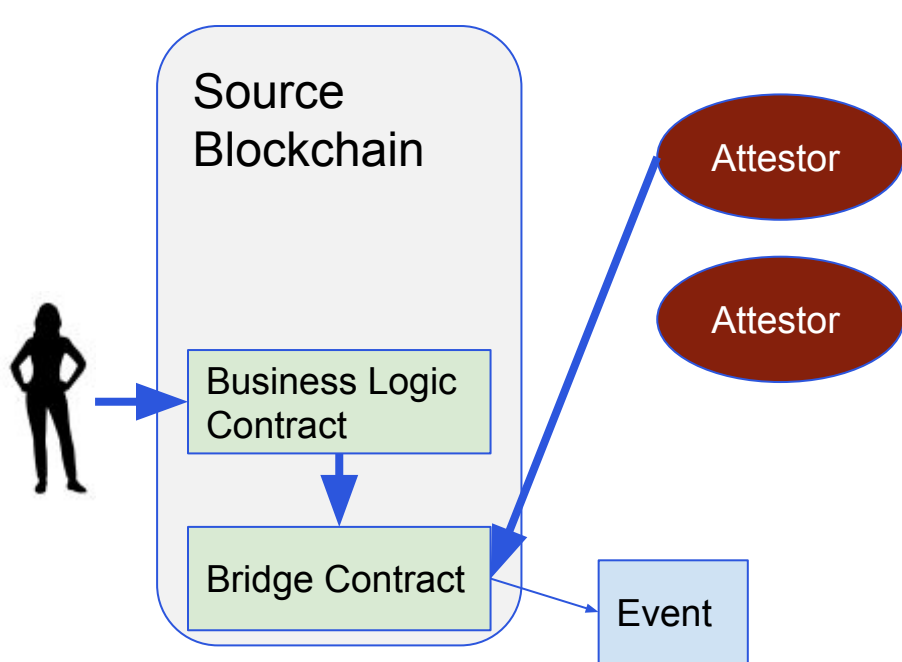 Source
Blockchain
Attestor
Attestor
Business Logic
Contract
Bridge Contract
Event